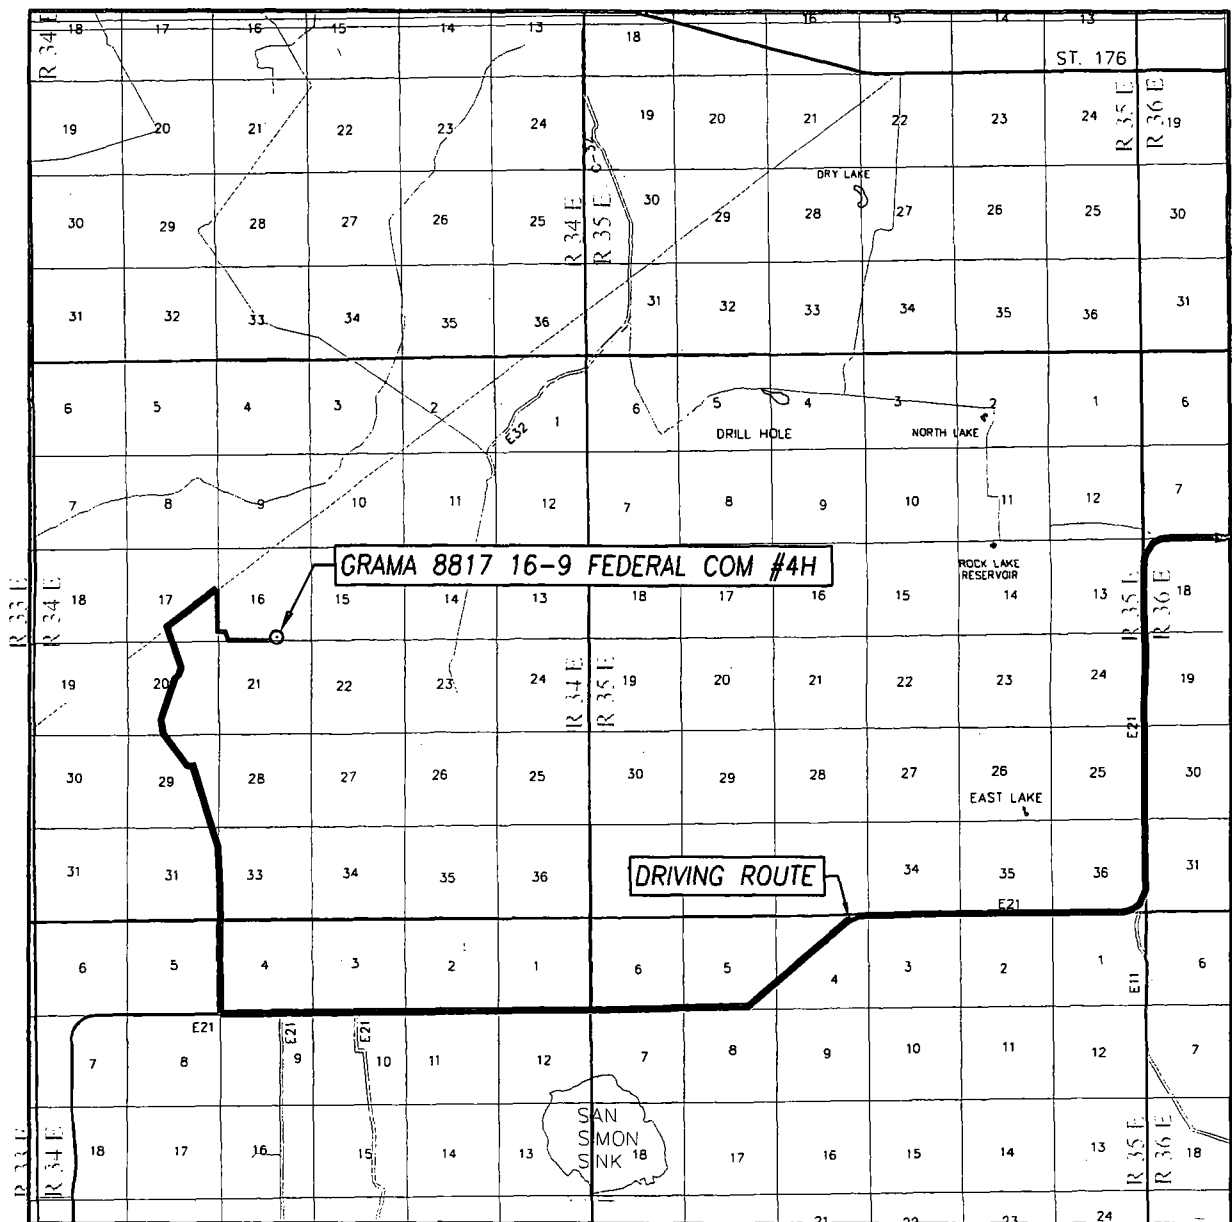 18 16 15 14 13 18 16 15 14 13
R 34 E
ST. 176
19 20 21 22 23 24 19 20 21 22 23 24 19
R 35 E
R 36 E
DRY LAKE
30 29 28 27 26 25 30 29 28 27 26 25 30
R 34 E
R 35 E
31 32 33 34 35 36 31 32 33 34 35 36 31
6 5 4 3 2 1 6 5 4 3 2 1 6
E32
DRILL HOLE
NORTH LAKE
7 8 9 10 11 12 7 8 9 10 11 12 7
GRAMA 8817 16-9 FEDERAL COM #4H
ROCK LAKE
RESERVOIR
18 17 16 15 14 13 18 17 16 15 14 13 18
R 33 E
R 34 E
R 35 E
R 36 E
19 20 21 22 23 24 19 20 21 22 23 24 19
R 34 E
R 35 E
E21
30 29 28 27 26 25 30 29 28 27 26 25 30
EAST LAKE
31 31 33 34 35 36 34 35 36 31
DRIVING ROUTE
E21
6 5 4 3 2 1 6 5 4 3 2 1 6
E11
E21
E21
E21
7 8 9 10 11 12 7 8 9 10 11 12 7
SAN
SIMON
SINK
18 17 16 15 14 13 18 17 16 15 14 13 18
R 33 E
R 34 E
R 35 E
R 36 E
21 22 23 24